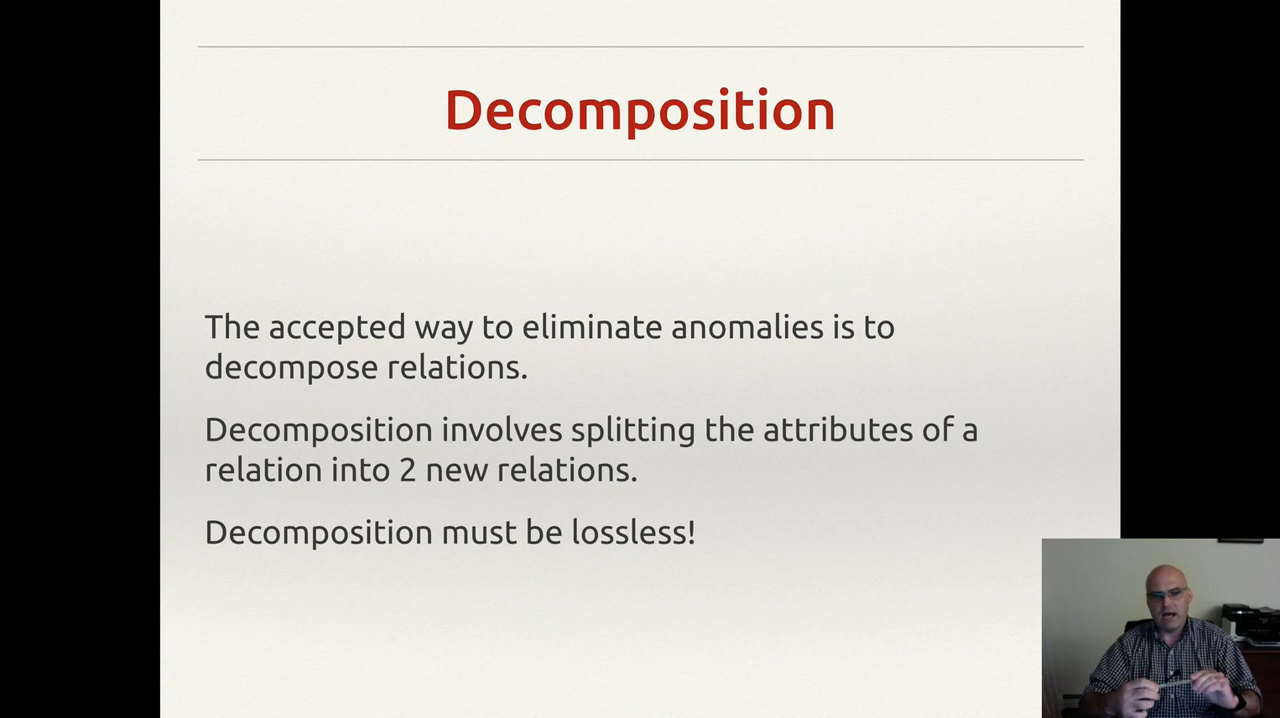 Decomposition
The accepted way to eliminate anomalies is to
decompose relations.
Decomposition involves splitting the attributes of a
relation into 2 new relations.
Decomposition must be lossless!